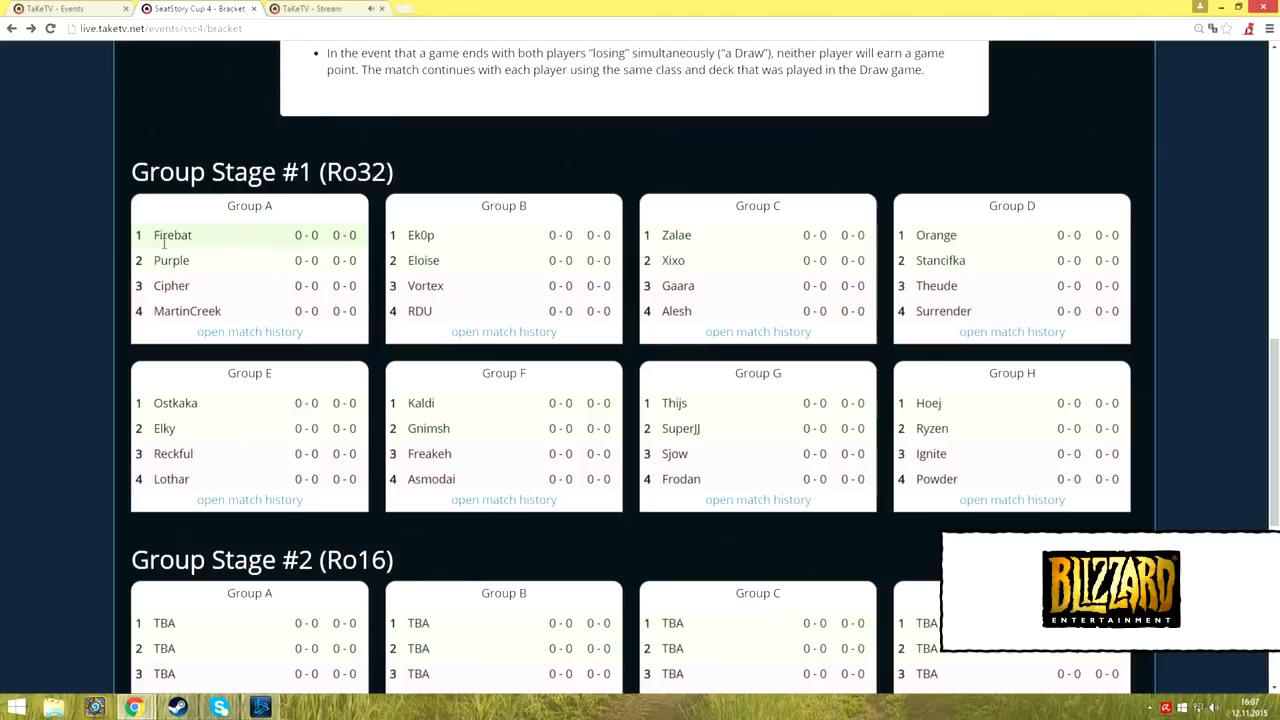 TaKeTV - Events
SeatStory Cup 4 - Bracket
TaKeTV - Stream
live.taketv.net/events/ssc4/bracket
In the event that a game ends with both players “losing” simultaneously (“a Draw”), neither player will earn a game
point. The match continues with each player using the same class and deck that was played in the Draw game.
Group Stage #1 (Ro32)
Group A
1 Firebat 0 - 0 0 - 0
2 Purple 0 - 0 0 - 0
3 Cipher 0 - 0 0 - 0
4 MartinCreek 0 - 0 0 - 0
open match history
Group B
1 Ek0p 0 - 0 0 - 0
2 Eloise 0 - 0 0 - 0
3 Vortex 0 - 0 0 - 0
4 RDU 0 - 0 0 - 0
open match history
Group C
1 Zalae 0 - 0 0 - 0
2 Xixo 0 - 0 0 - 0
3 Gaara 0 - 0 0 - 0
4 Alesh 0 - 0 0 - 0
open match history
Group D
1 Orange 0 - 0 0 - 0
2 Stancifka 0 - 0 0 - 0
3 Theude 0 - 0 0 - 0
4 Surrender 0 - 0 0 - 0
open match history
Group E
1 Ostkaka 0 - 0 0 - 0
2 Elky 0 - 0 0 - 0
3 Reckful 0 - 0 0 - 0
4 Lothar 0 - 0 0 - 0
open match history
Group F
1 Kaldi 0 - 0 0 - 0
2 Gnimsh 0 - 0 0 - 0
3 Freakeh 0 - 0 0 - 0
4 Asmodai 0 - 0 0 - 0
open match history
Group G
1 Thijs 0 - 0 0 - 0
2 SuperJJ 0 - 0 0 - 0
3 Sjow 0 - 0 0 - 0
4 Frodan 0 - 0 0 - 0
open match history
Group H
1 Hoej 0 - 0 0 - 0
2 Ryzen 0 - 0 0 - 0
3 Ignite 0 - 0 0 - 0
4 Powder 0 - 0 0 - 0
open match history
Group Stage #2 (Ro16)
Group A
1 TBA 0 - 0 0 - 0
2 TBA 0 - 0 0 - 0
3 TBA 0 - 0 0 - 0
Group B
1 TBA 0 - 0 0 - 0
2 TBA 0 - 0 0 - 0
3 TBA 0 - 0 0 - 0
Group C
1 TBA 0 - 0 0 - 0
2 TBA 0 - 0 0 - 0
3 TBA 0 - 0 0 - 0
1 TBA
2 TBA
3 TBA
BLIZZARD
ENTERTAINMENT
16:07
12.11.2015